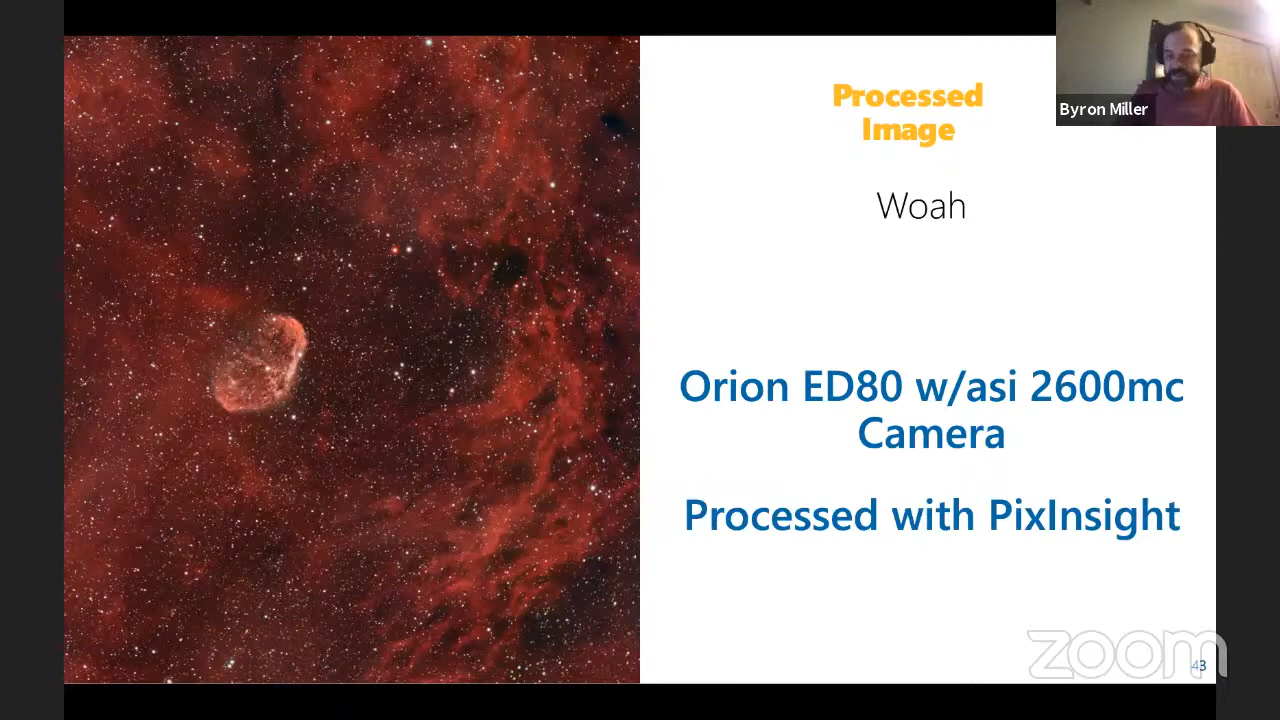 Processed
Image
Byron Miller
Woah
Orion ED80 w/asi 2600mc
Camera
Processed with PixInsight
zoom
43